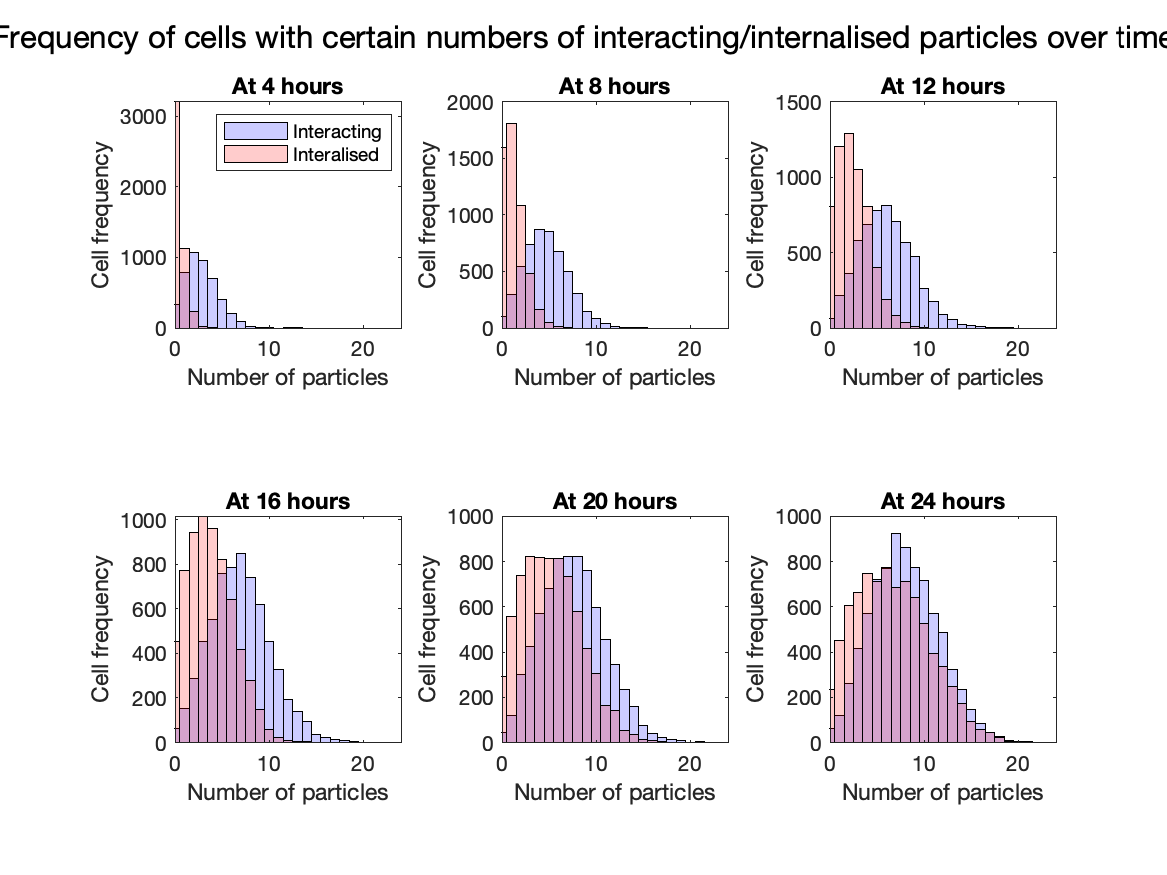 Frequency of cells with certain numbers of interacting/internalised particles over time
At 4 hours
Cell frequency
3000
2000
1000
0
Interacting
Interalised
0 10 20
Number of particles
At 8 hours
Cell frequency
2000
1500
1000
500
0
0 10 20
Number of particles
At 12 hours
Cell frequency
1500
1000
500
0
0 10 20
Number of particles
At 16 hours
Cell frequency
1000
800
600
400
200
0
0 10 20
Number of particles
At 20 hours
Cell frequency
1000
800
600
400
200
0
0 10 20
Number of particles
At 24 hours
Cell frequency
1000
800
600
400
200
0
0 10 20
Number of particles